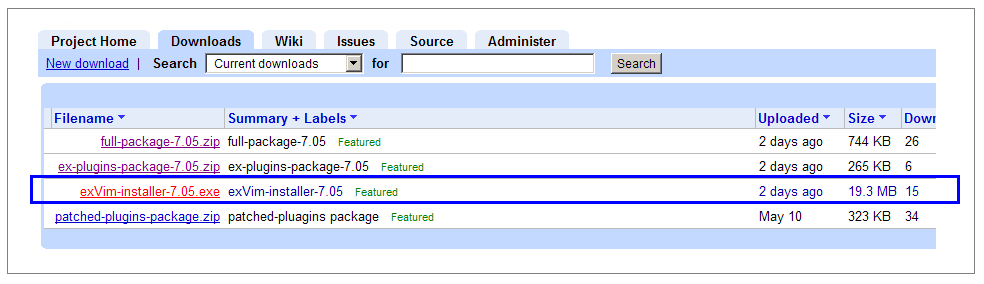 Project Home Downloads Wiki Issues Source Administer
New download | Search Current downloads for Search
Filename Summary + Labels Uploaded Size Down
full-package-7.05.zip full-package-7.05 Featured 2 days ago 744 KB 26
ex-plugins-package-7.05.zip ex-plugins-package-7.05 Featured 2 days ago 265 KB 6
exVim-installer-7.05.exe exVim-installer-7.05 Featured 2 days ago 19.3 MB 15
patched-plugins-package.zip patched-pluagins package Featured May 10 323 KB 34